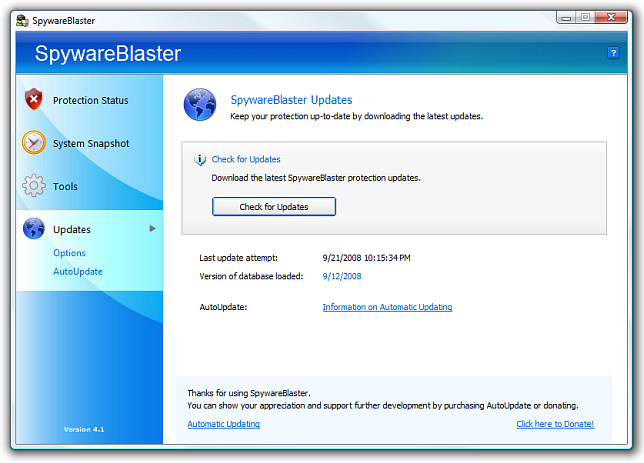 SpywareBlaster
SpywareBlaster
?
Protection Status
System Snapshot
Tools
Updates
Options
AutoUpdate
Version 4.1
SpywareBlaster Updates
Keep your protection up-to-date by downloading the latest updates.
Check for Updates
Download the latest SpywareBlaster protection updates.
Check for Updates
Last update attempt: 9/21/2008 10:15:34 PM
Version of database loaded: 9/12/2008
AutoUpdate: Information on Automatic Updating
Thanks for using SpywareBlaster.
You can show your appreciation and support further development by purchasing AutoUpdate or donating.
Automatic Updating Click here to Donate!